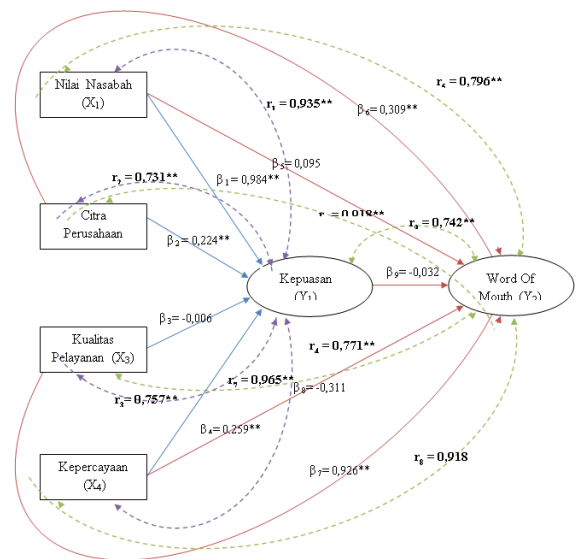 r₅ = 0,796**
Nilai Nasabah
(X₁)
r₁ = 0,935**
β₆= 0,309**
β₅= 0,095
r₂ = 0,731**
β₁= 0,984**
Citra
Perusahaan
r₉ = 0,742**
β₂= 0,224**
Kepuasan
(Y₁)
β₉= -0,032
Word Of
Mouth (Y₂)
β₃= -0,006
Kualitas
Pelayanan (X₃)
r₄ = 0,771**
r₇ = 0,965**
β₈= -0,311
r₃ = 0,757**
β₄= 0,259**
r₈ = 0,918
Kepercayaan
(X₄)
β₇= 0,926**